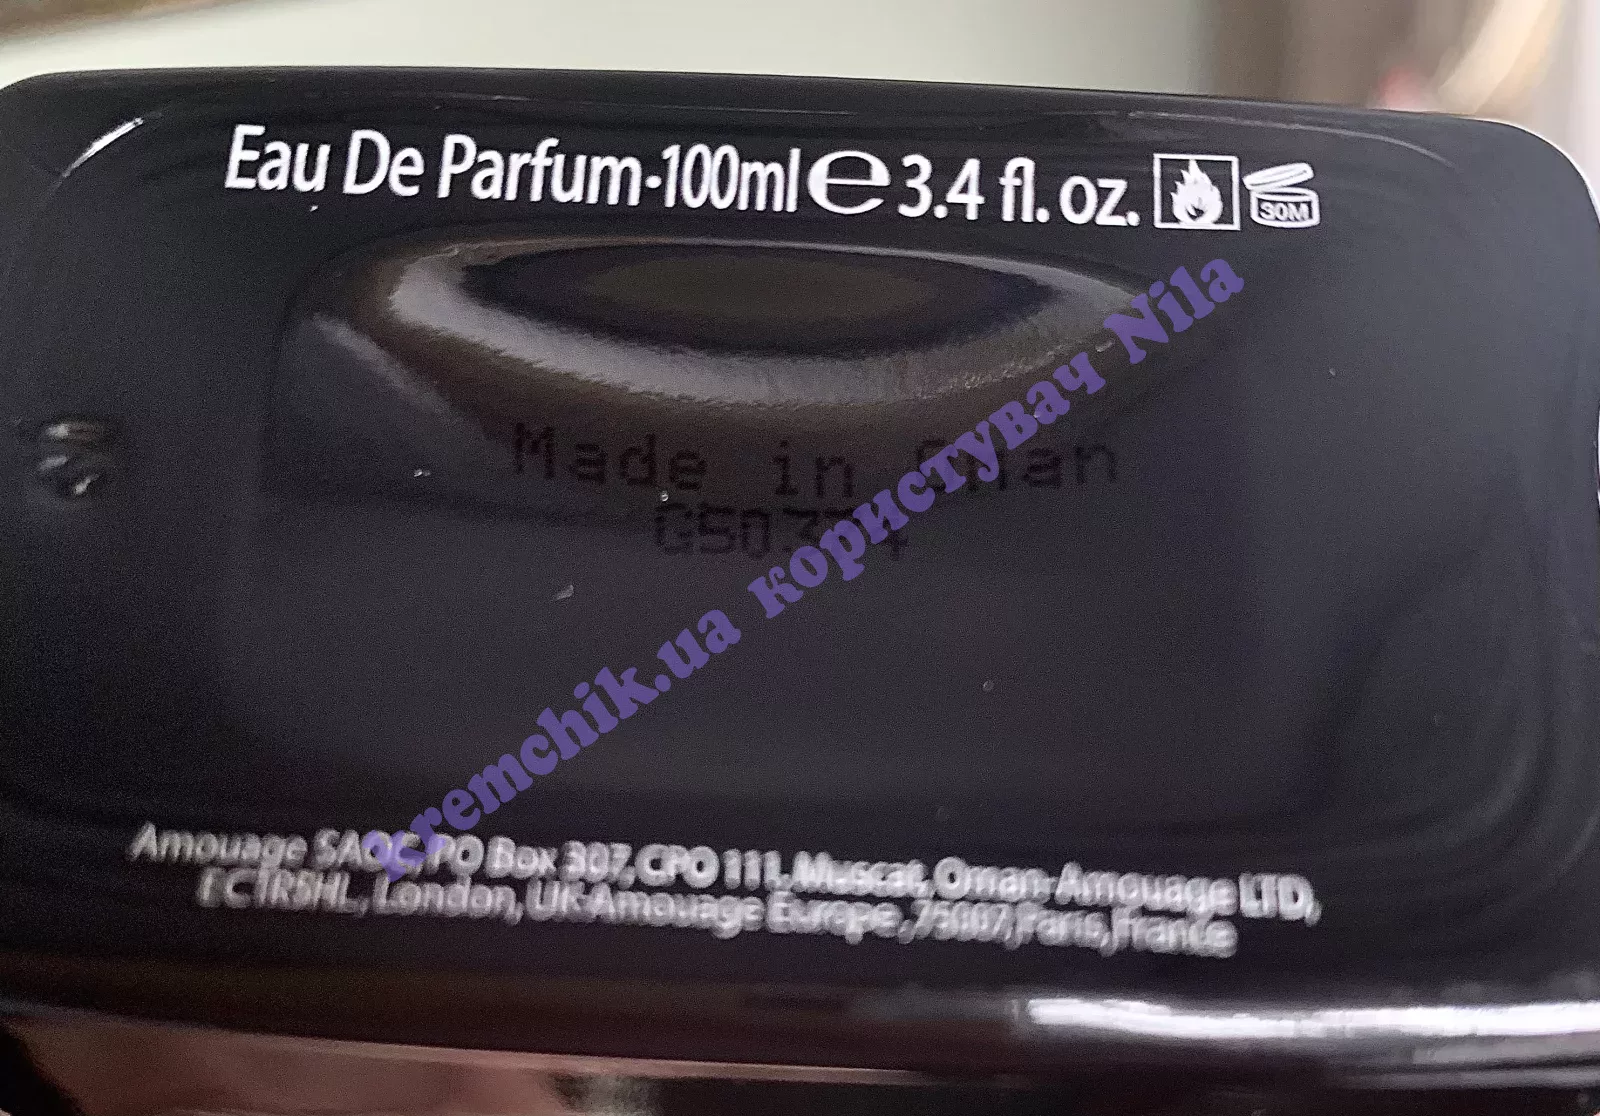 Eau De Parfum·100ml ℮ 3.4 fl. oz.
30M
Made in Oman
kremchik.ua користувач Nila
Amouage SAOC, PO Box 307, CPO 111, Muscat, Oman-Amouage LTD,
EC1R5HL, London, UK-Amouage Europe, 75007, Paris, France